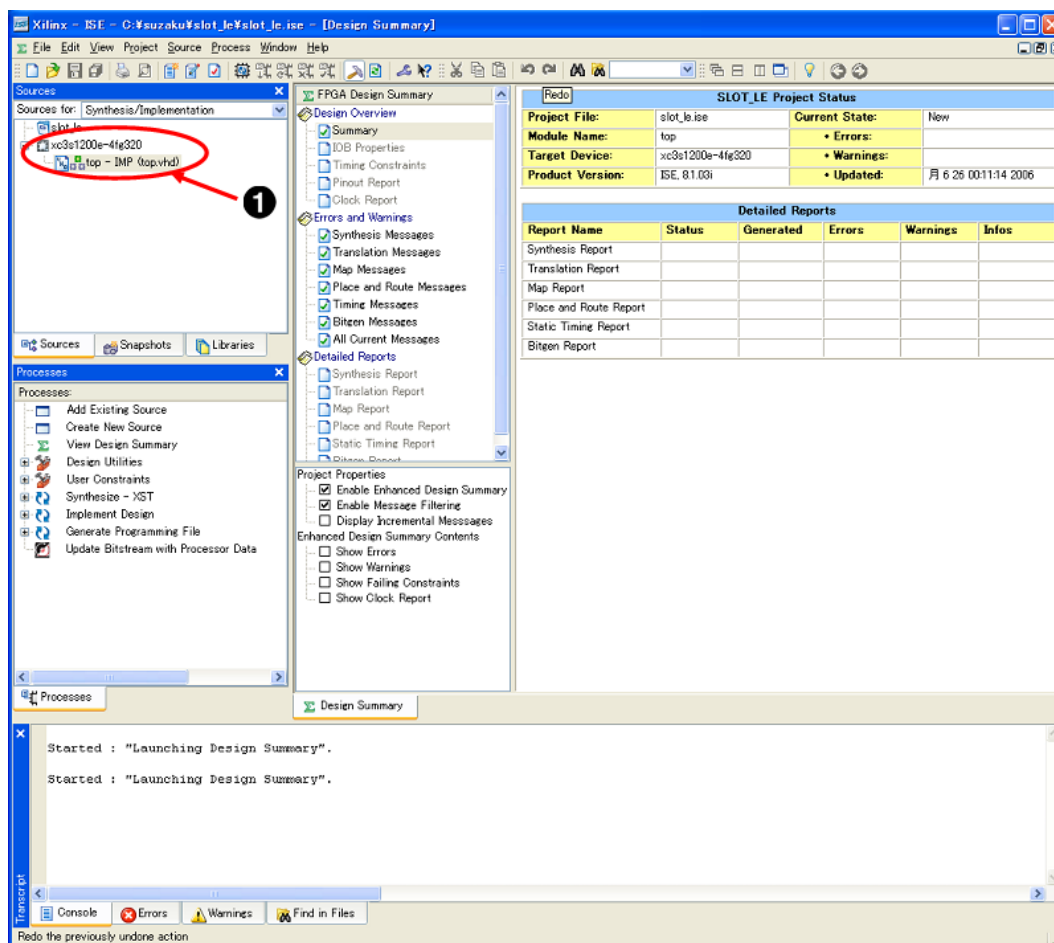 Xilinx - ISE - C:¥suzaku¥slot_le¥slot_le.ise - [Design Summary]
File Edit View Project Source Process Window Help
Sources
Sources for: Synthesis/Implementation
slot_le
xc3s1200e-4fg320
top - IMP (top.vhd)
1
Sources Snapshots Libraries
Processes
Processes:
Add Existing Source
Create New Source
View Design Summary
Design Utilities
User Constraints
Synthesize - XST
Implement Design
Generate Programming File
Update Bitstream with Processor Data
Processes
FPGA Design Summary
Design Overview
Summary
IOB Properties
Timing Constraints
Pinout Report
Clock Report
Errors and Warnings
Synthesis Messages
Translation Messages
Map Messages
Place and Route Messages
Timing Messages
Bitgen Messages
All Current Messages
Detailed Reports
Synthesis Report
Translation Report
Map Report
Place and Route Report
Static Timing Report
Bitgen Report
Project Properties
Enable Enhanced Design Summary
Enable Message Filtering
Display Incremental Messsages
Enhanced Design Summary Contents
Show Errors
Show Warnings
Show Failing Constraints
Show Clock Report
Design Summary
Redo
SLOT_LE Project Status
Project File: slot_le.ise Current State: New
Module Name: top • Errors:
Target Device: xc3s1200e-4fg320 • Warnings:
Product Version: ISE, 8.1.03i • Updated: 月 6 26 00:11:14 2006
Detailed Reports
Report Name Status Generated Errors Warnings Infos
Synthesis Report
Translation Report
Map Report
Place and Route Report
Static Timing Report
Bitgen Report
Started : "Launching Design Summary".
Started : "Launching Design Summary".
Transcript
Console Errors Warnings Find in Files
Redo the previously undone action